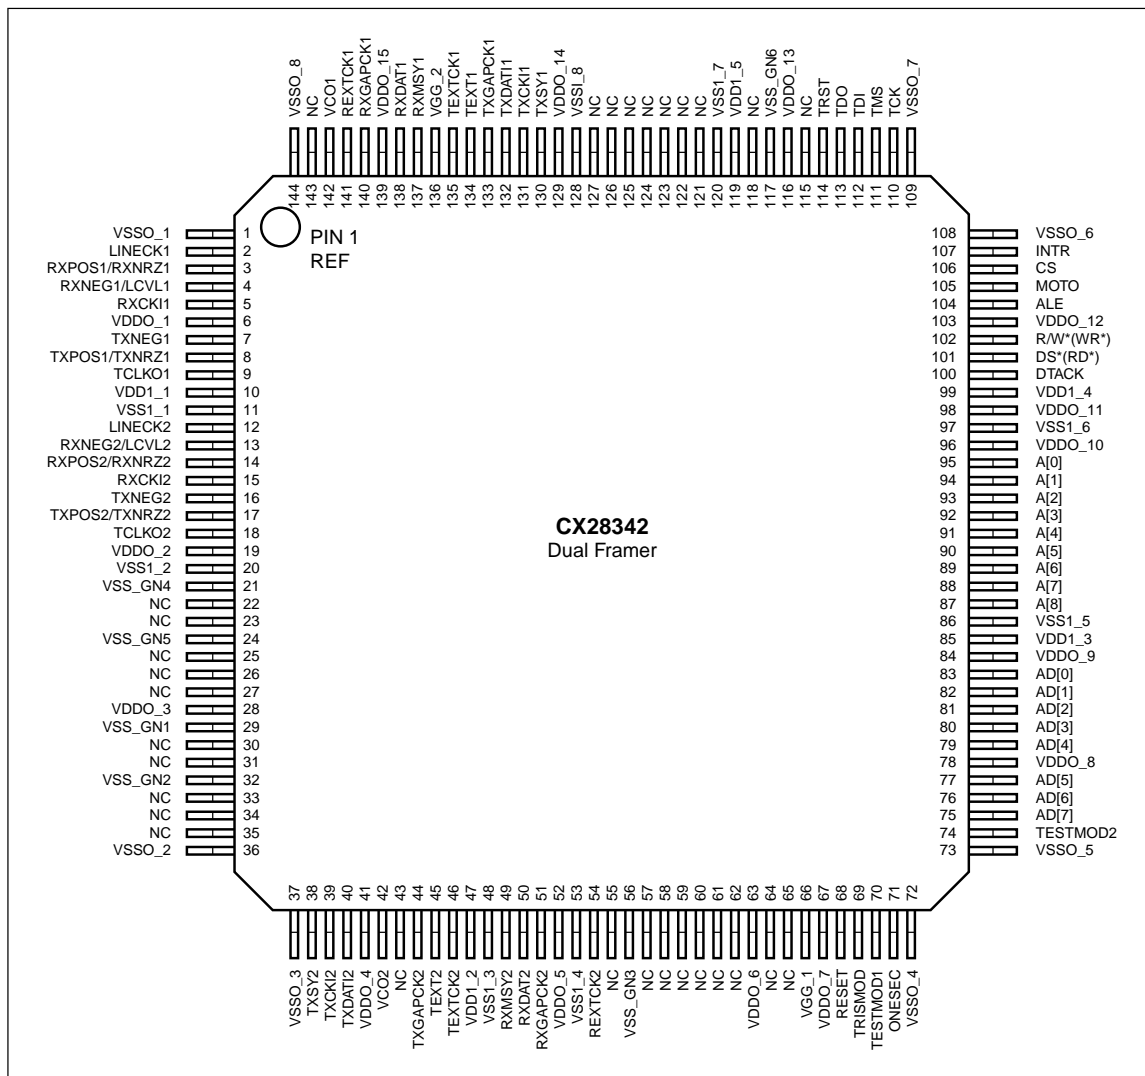 VSSO_8
NC
VCO1
REXTCK1
RXGAPCK1
VDDO_15
RXDAT1
RXMSY1
VGG_2
TEXTCK1
TEXT1
TXGAPCK1
TXDATI1
TXCKI1
TXSY1
VDDO_14
VSSI_8
NC
NC
NC
NC
NC
NC
NC
VSS1_7
VDD1_5
NC
VSS_GN6
VDDO_13
NC
TRST
TDO
TDI
TMS
TCK
VSSO_7
144
143
142
141
140
139
138
137
136
135
134
133
132
131
130
129
128
127
126
125
124
123
122
121
120
119
118
117
116
115
114
113
112
111
110
109
VSSO_1 1
LINECK1 2
RXPOS1/RXNRZ1 3
RXNEG1/LCVL1 4
RXCKI1 5
VDDO_1 6
TXNEG1 7
TXPOS1/TXNRZ1 8
TCLKO1 9
VDD1_1 10
VSS1_1 11
LINECK2 12
RXNEG2/LCVL2 13
RXPOS2/RXNRZ2 14
RXCKI2 15
TXNEG2 16
TXPOS2/TXNRZ2 17
TCLKO2 18
VDDO_2 19
VSS1_2 20
VSS_GN4 21
NC 22
NC 23
VSS_GN5 24
NC 25
NC 26
NC 27
VDDO_3 28
VSS_GN1 29
NC 30
NC 31
VSS_GN2 32
NC 33
NC 34
NC 35
VSSO_2 36
PIN 1
REF
CX28342
Dual Framer
108 VSSO_6
107 INTR
106 CS
105 MOTO
104 ALE
103 VDDO_12
102 R/W*(WR*)
101 DS*(RD*)
100 DTACK
99 VDD1_4
98 VDDO_11
97 VSS1_6
96 VDDO_10
95 A[0]
94 A[1]
93 A[2]
92 A[3]
91 A[4]
90 A[5]
89 A[6]
88 A[7]
87 A[8]
86 VSS1_5
85 VDD1_3
84 VDDO_9
83 AD[0]
82 AD[1]
81 AD[2]
80 AD[3]
79 AD[4]
78 VDDO_8
77 AD[5]
76 AD[6]
75 AD[7]
74 TESTMOD2
73 VSSO_5
37
38
39
40
41
42
43
44
45
46
47
48
49
50
51
52
53
54
55
56
57
58
59
60
61
62
63
64
65
66
67
68
69
70
71
72
VSSO_3
TXSY2
TXCKI2
TXDATI2
VDDO_4
VCO2
NC
TXGAPCK2
TEXT2
TEXTCK2
VDD1_2
VSS1_3
RXMSY2
RXDAT2
RXGAPCK2
VDDO_5
VSS1_4
REXTCK2
NC
VSS_GN3
NC
NC
NC
NC
NC
NC
VDDO_6
NC
NC
VGG_1
VDDO_7
RESET
TRISMOD
TESTMOD1
ONESEC
VSSO_4